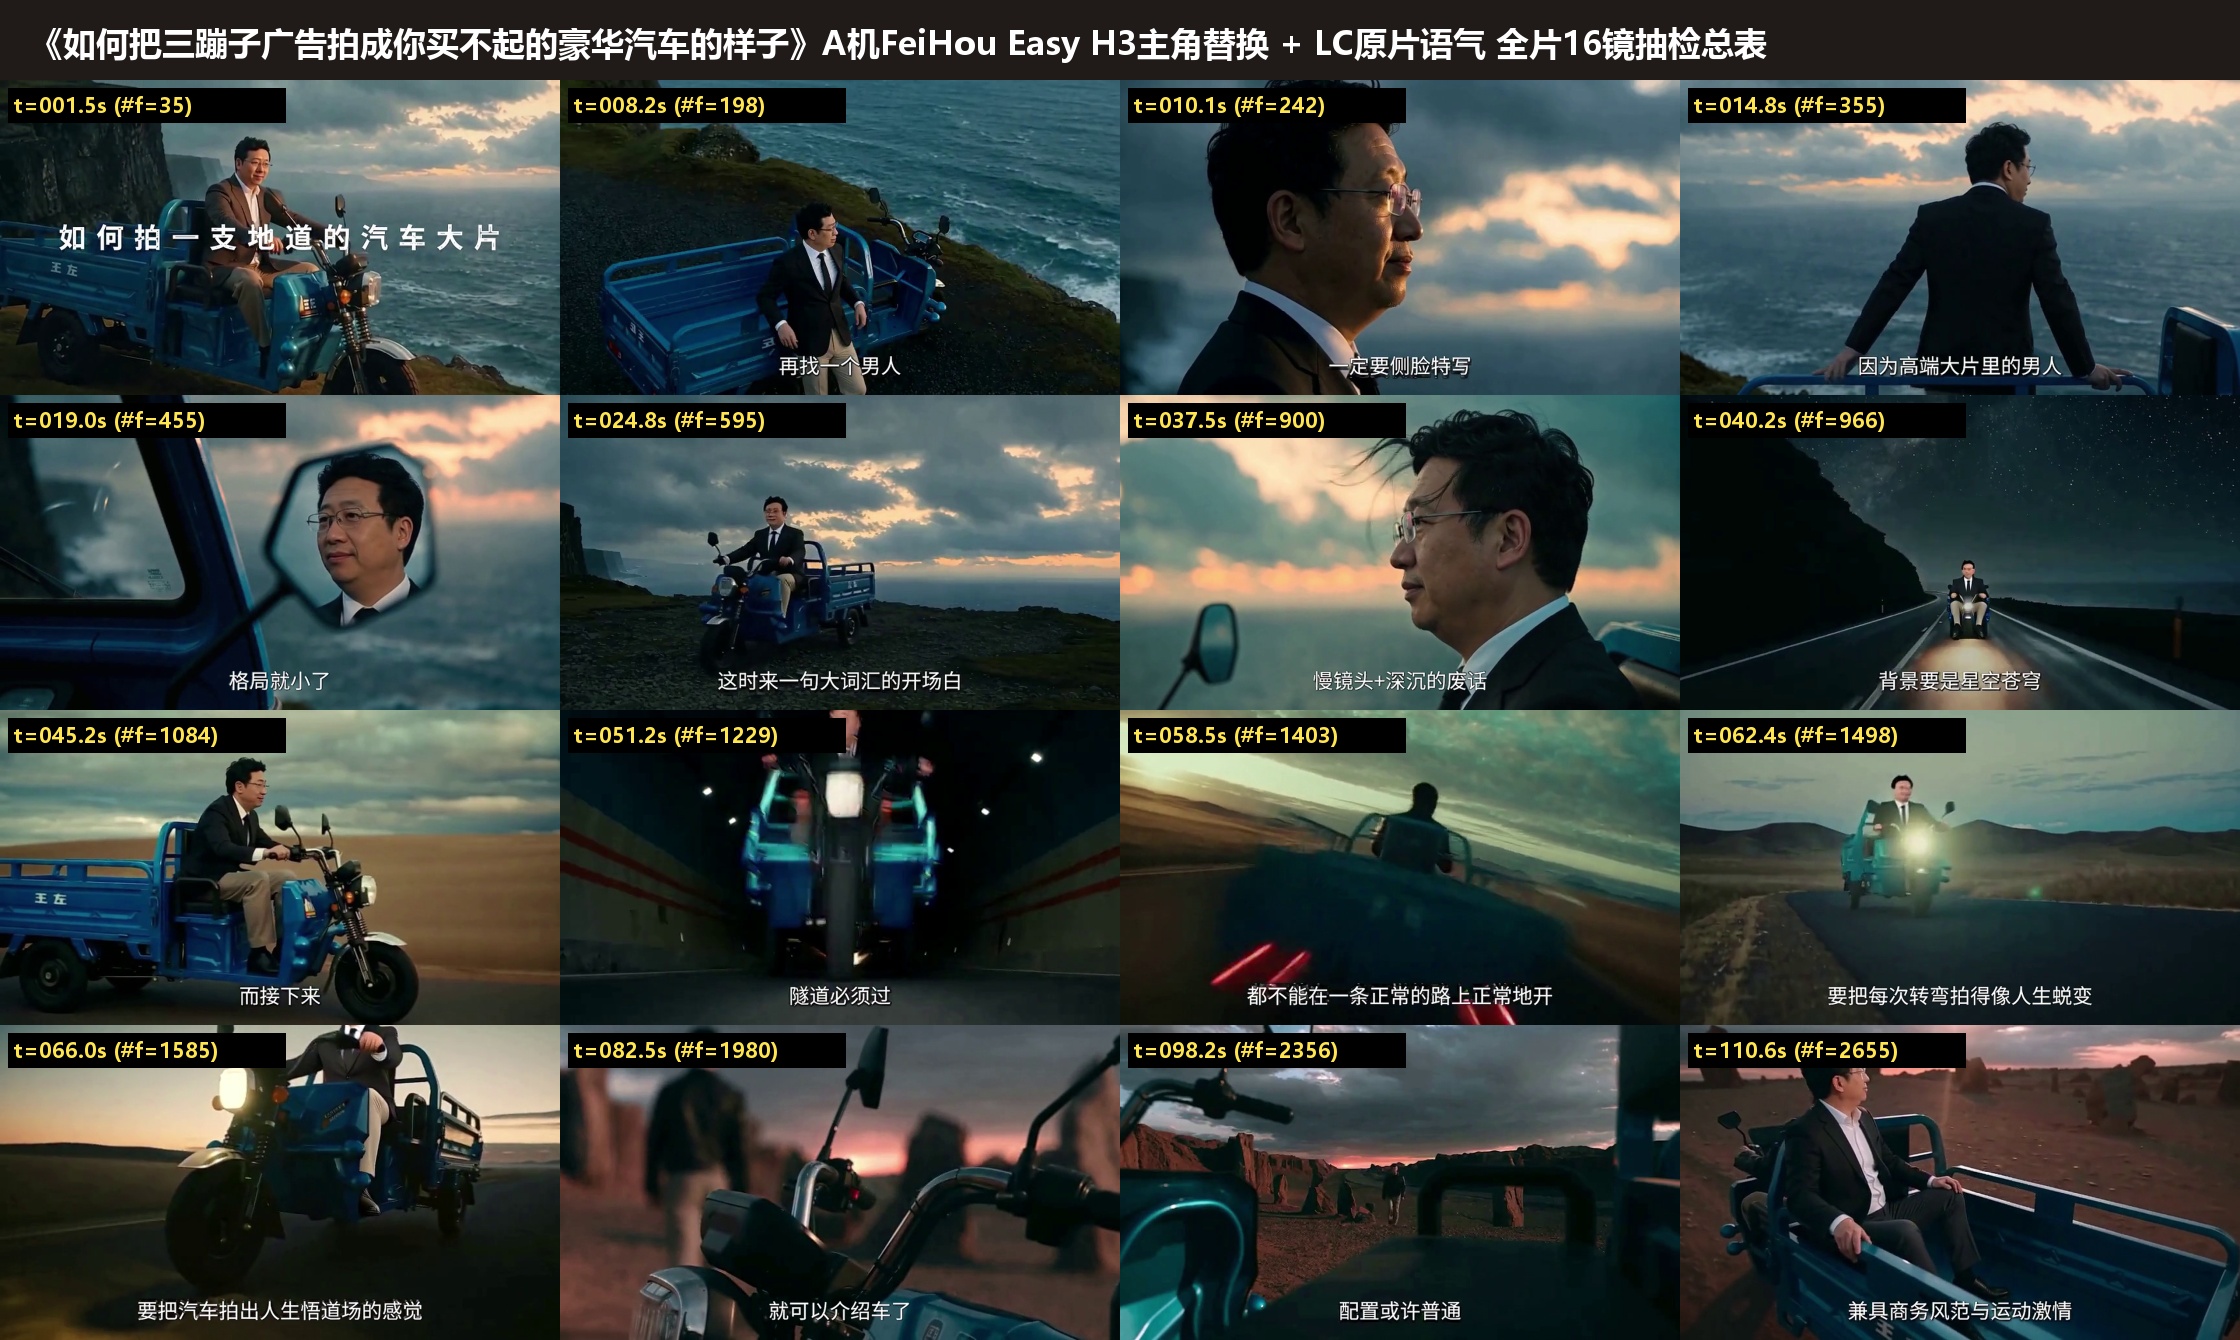 《如何把三蹦子广告拍成你买不起的豪华汽车的样子》A机FeiHou Easy H3主角替换 + LC原片语气 全片16镜抽检总表
t=001.5s (#f=35)
如何拍一支地道的汽车大片
王左
t=008.2s (#f=198)
再找一个男人
t=010.1s (#f=242)
一定要侧脸特写
t=014.8s (#f=355)
因为高端大片里的男人
t=019.0s (#f=455)
格局就小了
t=024.8s (#f=595)
这时来一句大词汇的开场白
t=037.5s (#f=900)
慢镜头+深沉的废话
t=040.2s (#f=966)
背景要是星空苍穹
t=045.2s (#f=1084)
王左
而接下来
t=051.2s (#f=1229)
隧道必须过
t=058.5s (#f=1403)
都不能在一条正常的路上正常地开
t=062.4s (#f=1498)
要把每次转弯拍得像人生蜕变
t=066.0s (#f=1585)
要把汽车拍出人生悟道场的感觉
t=082.5s (#f=1980)
就可以介绍车了
t=098.2s (#f=2356)
配置或许普通
t=110.6s (#f=2655)
兼具商务风范与运动激情